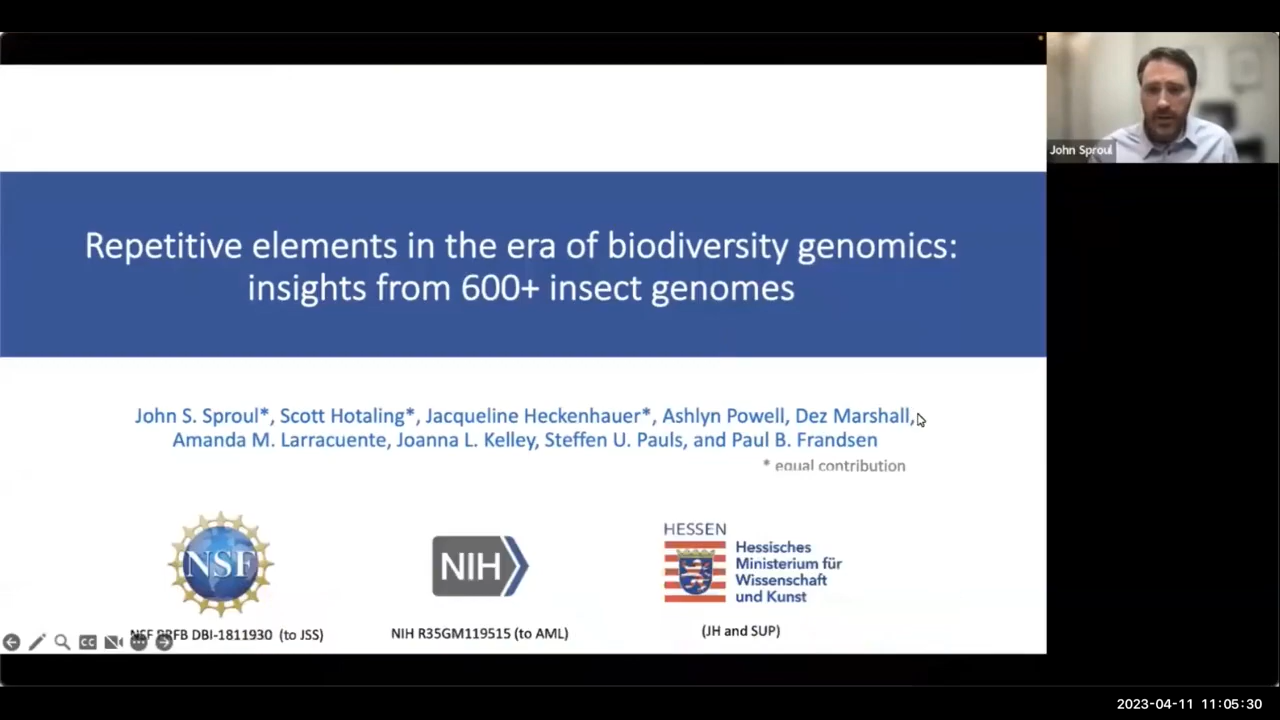 John Sproul
Repetitive elements in the era of biodiversity genomics:
insights from 600+ insect genomes
John S. Sproul*, Scott Hotaling*, Jacqueline Heckenhauer*, Ashlyn Powell, Dez Marshall,
Amanda M. Larracuente, Joanna L. Kelley, Steffen U. Pauls, and Paul B. Frandsen
* equal contribution
NSF
NIH
HESSEN
Hessisches
Ministerium für
Wissenschaft
und Kunst
NSF PRFB DBI-1811930 (to JSS)
NIH R35GM119515 (to AML)
(JH and SUP)
CC
2023-04-11 11:05:30